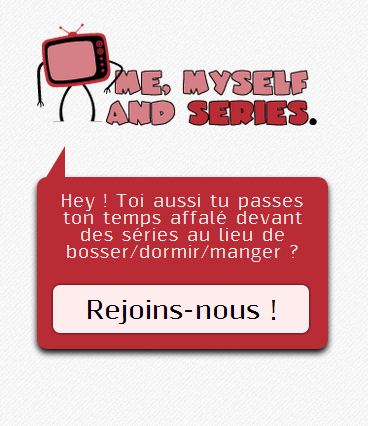 ME, MYSELF
AND SERIES.
Hey ! Toi aussi tu passes
ton temps affalé devant
des séries au lieu de
bosser/dormir/manger ?
Rejoins-nous !